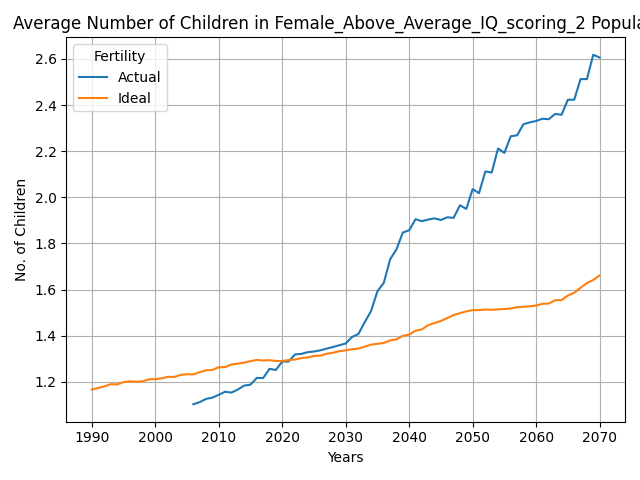 Average Number of Children in Female_Above_Average_IQ_scoring_2 Popula
Fertility
Actual
Ideal
No. of Children
2.6
2.4
2.2
2.0
1.8
1.6
1.4
1.2
1990 2000 2010 2020 2030 2040 2050 2060 2070
Years